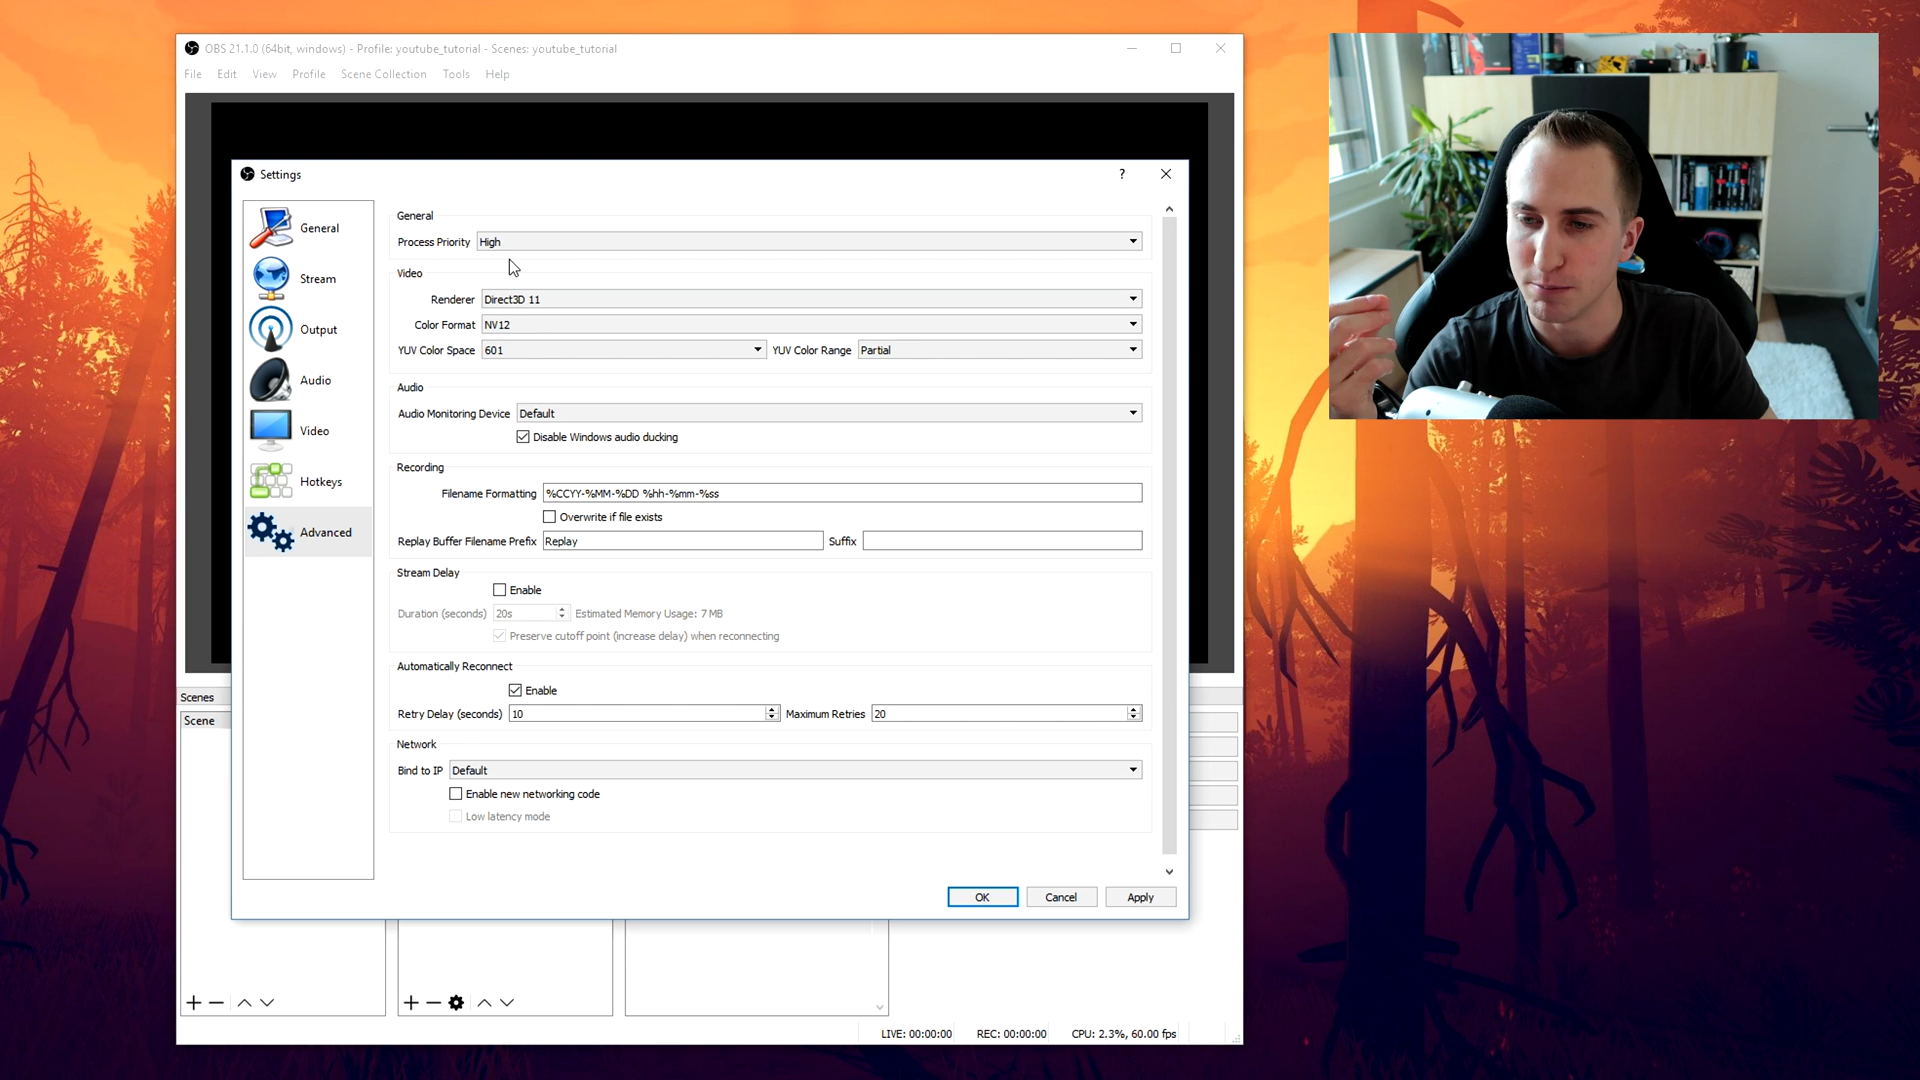 OBS 21.1.0 (64bit, windows) - Profile: youtube_tutorial - Scenes: youtube_tutorial
File Edit View Profile Scene Collection Tools Help
Settings
?
General
Stream
Output
Audio
Video
Hotkeys
Advanced
General
Process Priority High
Video
Renderer Direct3D 11
Color Format NV12
YUV Color Space 601 YUV Color Range Partial
Audio
Audio Monitoring Device Default
Disable Windows audio ducking
Recording
Filename Formatting %CCYY-%MM-%DD %hh-%mm-%ss
Overwrite if file exists
Replay Buffer Filename Prefix Replay Suffix
Stream Delay
Enable
Duration (seconds) 20s Estimated Memory Usage: 7 MB
Preserve cutoff point (increase delay) when reconnecting
Automatically Reconnect
Enable
Retry Delay (seconds) 10 Maximum Retries 20
Network
Bind to IP Default
Enable new networking code
Low latency mode
OK Cancel Apply
Scenes
Scene
LIVE: 00:00:00 REC: 00:00:00 CPU: 2.3%, 60.00 fps